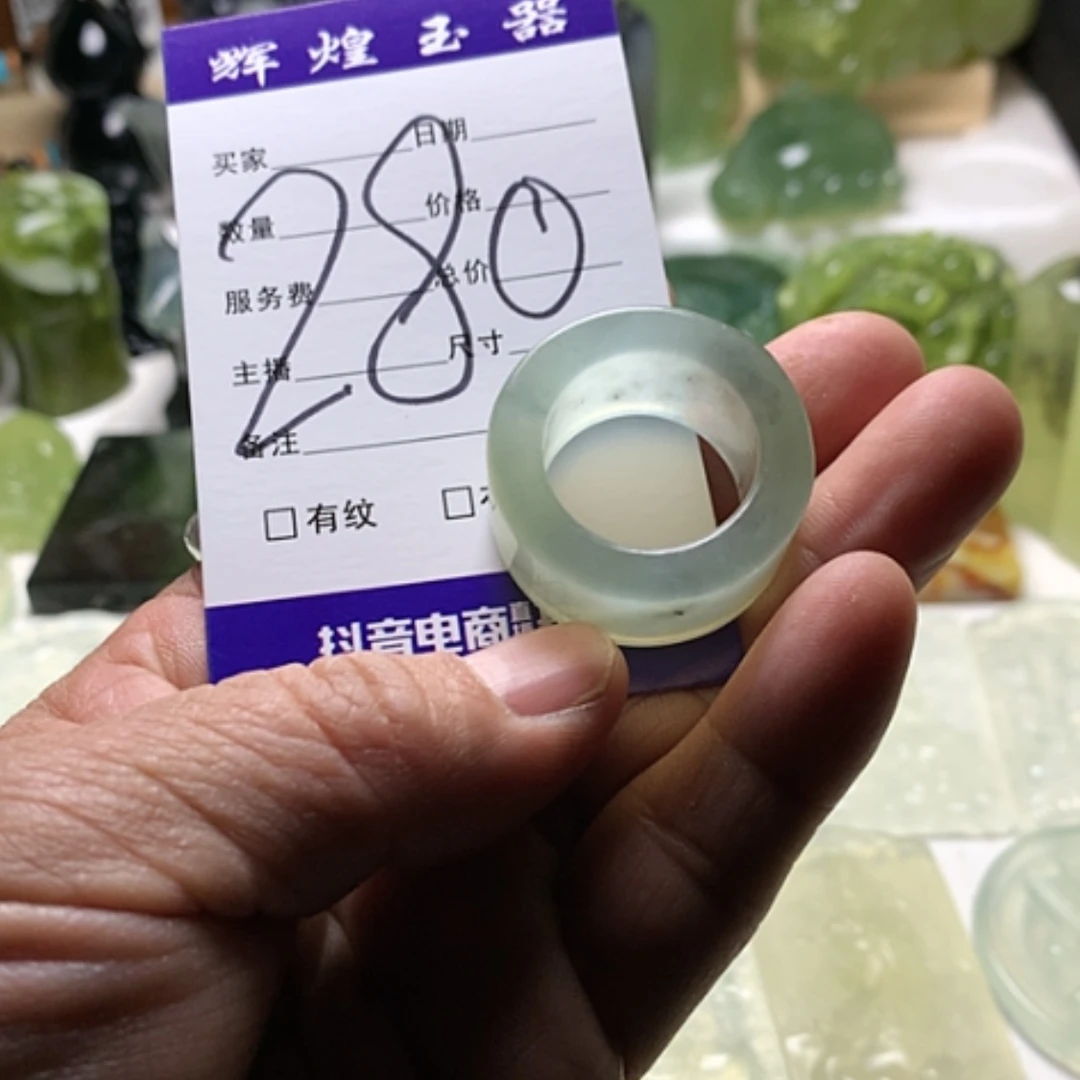 辉煌玉器
买家 日期
数量 价格
服务费 总价
主播 尺寸
备注
280
□有纹 □
抖音电商